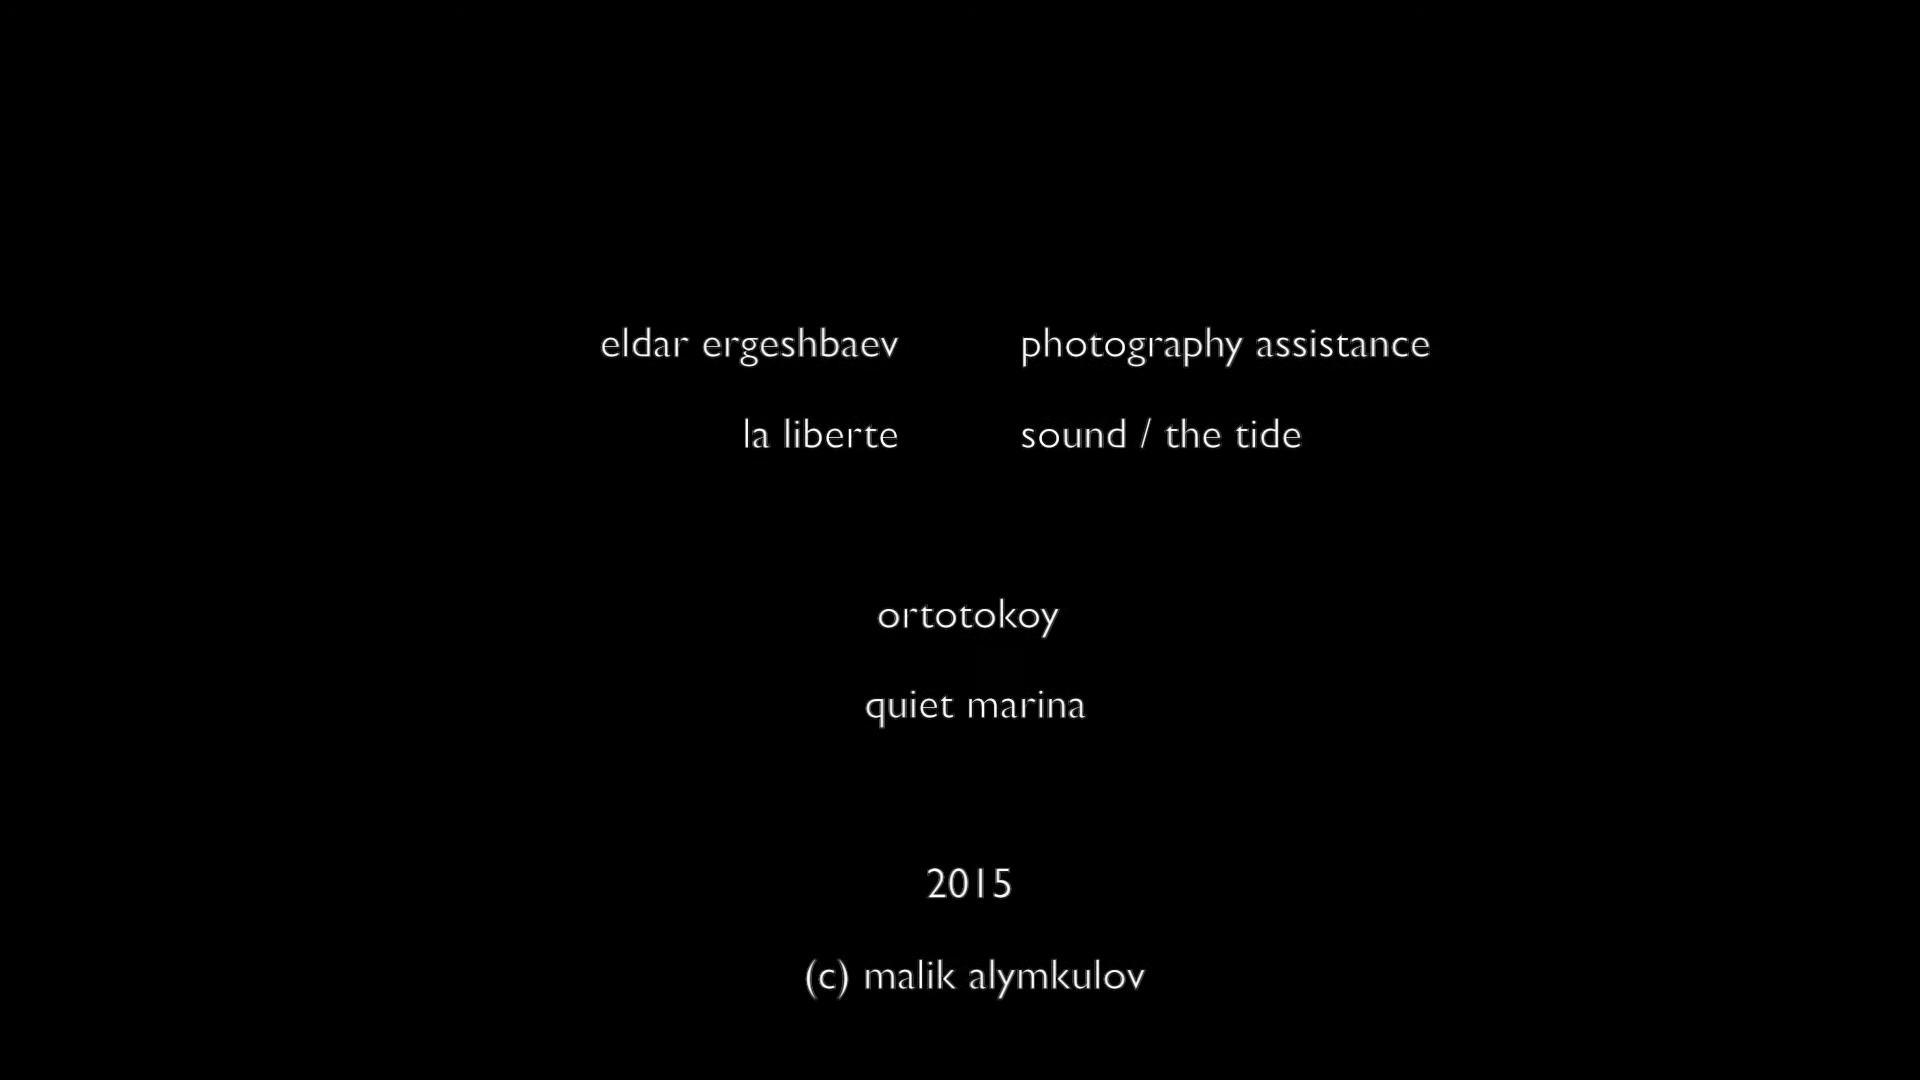 eldar ergeshbaev photography assistance
la liberte sound / the tide
ortotokoy
quiet marina
2015
(c) malik alymkulov